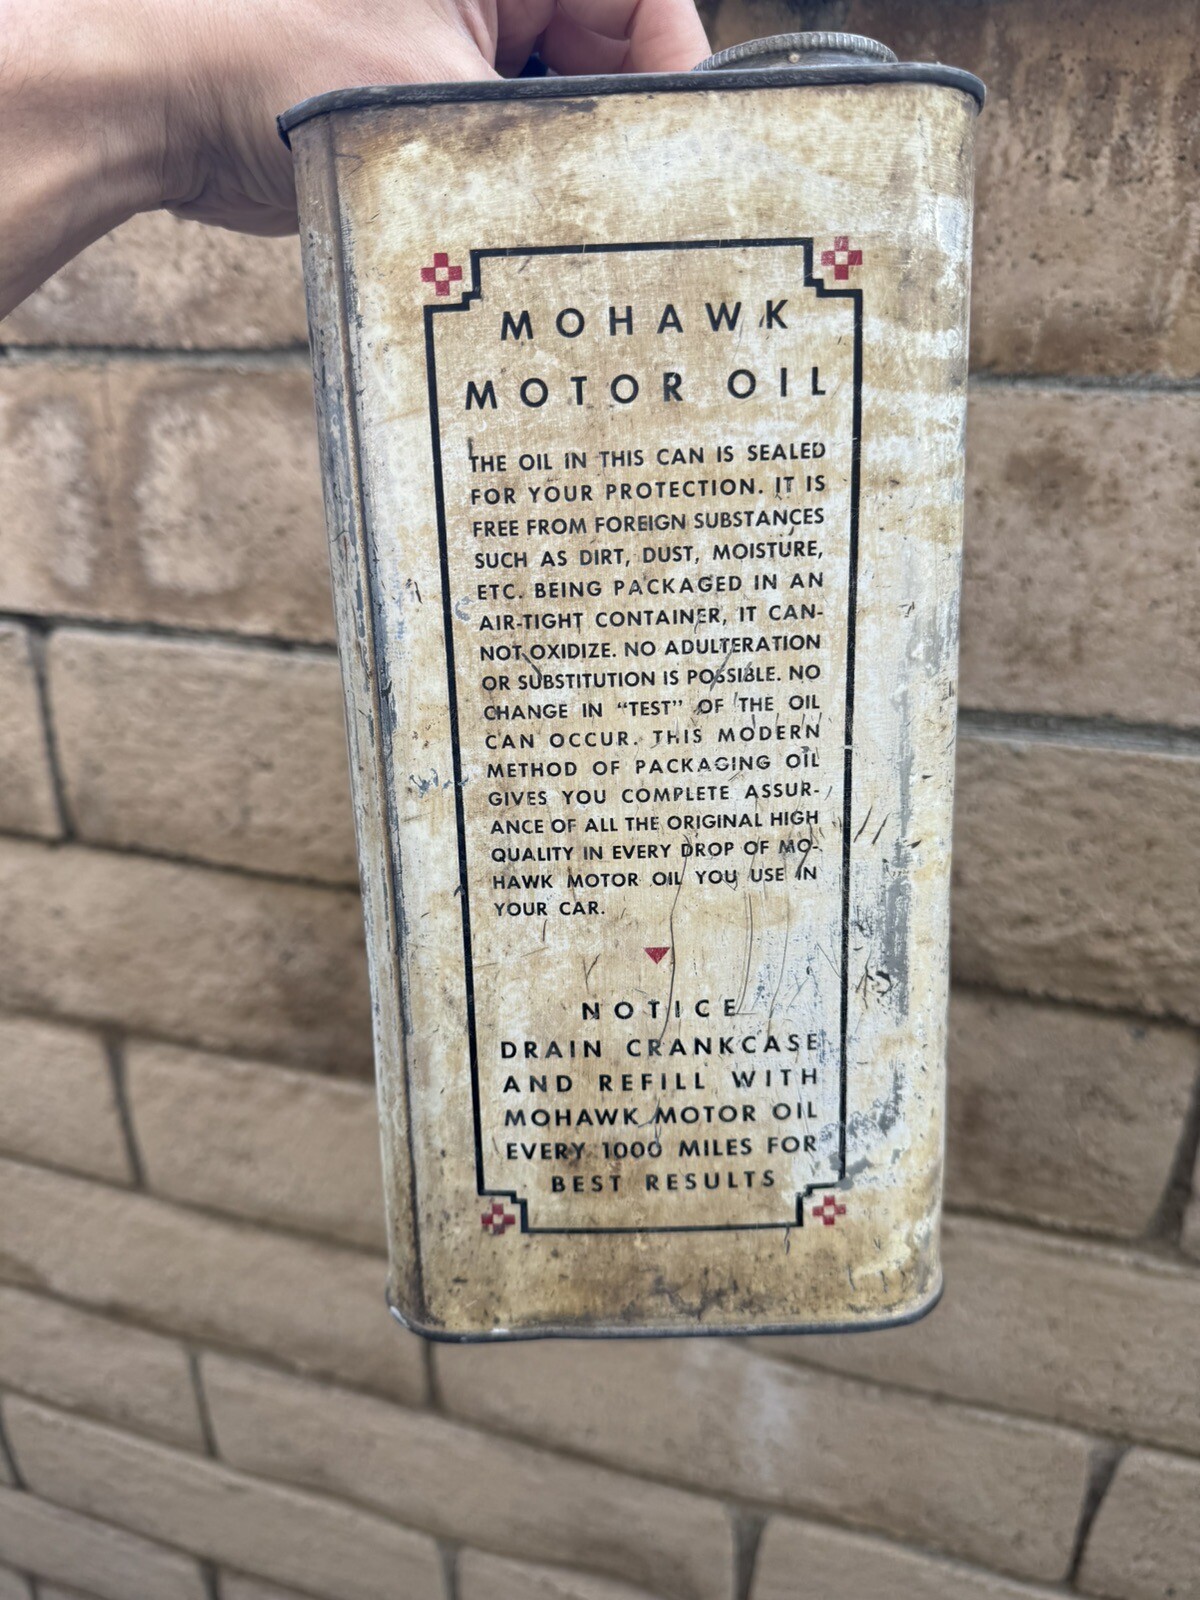 MOHAWK
MOTOR OIL
THE OIL IN THIS CAN IS SEALED
FOR YOUR PROTECTION. IT IS
FREE FROM FOREIGN SUBSTANCES
SUCH AS DIRT, DUST, MOISTURE,
ETC. BEING PACKAGED IN AN
AIR-TIGHT CONTAINER, IT CAN-
NOT OXIDIZE. NO ADULTERATION
OR SUBSTITUTION IS POSSIBLE. NO
CHANGE IN “TEST” OF THE OIL
CAN OCCUR. THIS MODERN
METHOD OF PACKAGING OIL
GIVES YOU COMPLETE ASSUR-
ANCE OF ALL THE ORIGINAL HIGH
QUALITY IN EVERY DROP OF MO-
HAWK MOTOR OIL YOU USE IN
YOUR CAR.
NOTICE
DRAIN CRANKCASE
AND REFILL WITH
MOHAWK MOTOR OIL
EVERY 1000 MILES FOR
BEST RESULTS